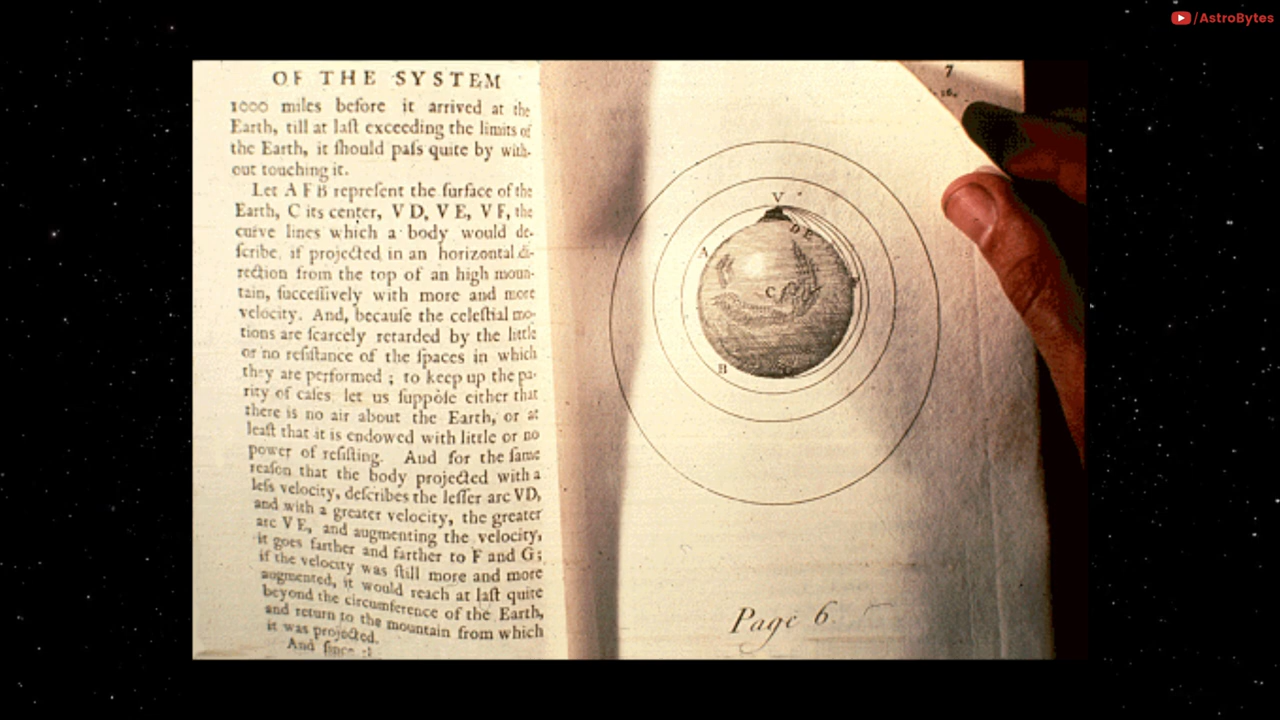 /AstroBytes
OF THE SYSTEM
1000 miles before it arrived at the
Earth, till at laſt exceeding the limits of
the Earth, it ſhould paſs quite by with-
out touching it.
Let A F B repreſent the ſurface of the
Earth, C its center, V D, V E, V F, the
curve lines which a body would de-
ſcribe, if projected in an horizontal di-
rection from the top of an high moun-
tain, ſucceſſively with more and more
velocity. And, becauſe the celeſtial mo-
tions are ſcarcely retarded by the little
or no reſiſtance of the ſpaces in which
they are performed ; to keep up the pa-
rity of caſes, let us ſuppoſe either that
there is no air about the Earth, or at
leaſt that it is endowed with little or no
power of reſiſting. And for the ſame
reaſon that the body projected with a
leſs velocity, deſcribes the leſſer arc VD,
and with a greater velocity, the greater
arc V E, and augmenting the velocity,
it goes farther and farther to F and G;
if the velocity was ſtill more and more
augmented, it would reach at laſt quite
beyond the circumference of the Earth,
and return to the mountain from which
it was projected.
And ſince
7
16.
V
D E
A
C
B
Page 6